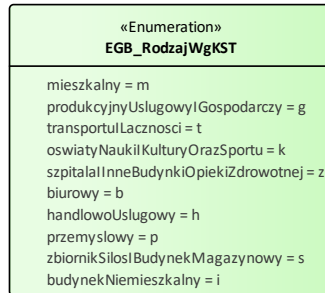 «Enumeration»
EGB_RodzajWgKST
mieszkalny = m
produkcyjnyUslugowyIGospodarczy = g
transportuILacznosci = t
oswiatyNaukiIKulturyOrazSportu = k
szpitalaIInneBudynkiOpiekiZdrowotnej = z
biurowy = b
handlowoUslugowy = h
przemyslowy = p
zbiornikSilosIBudynekMagazynowy = s
budynekNiemieszkalny = i